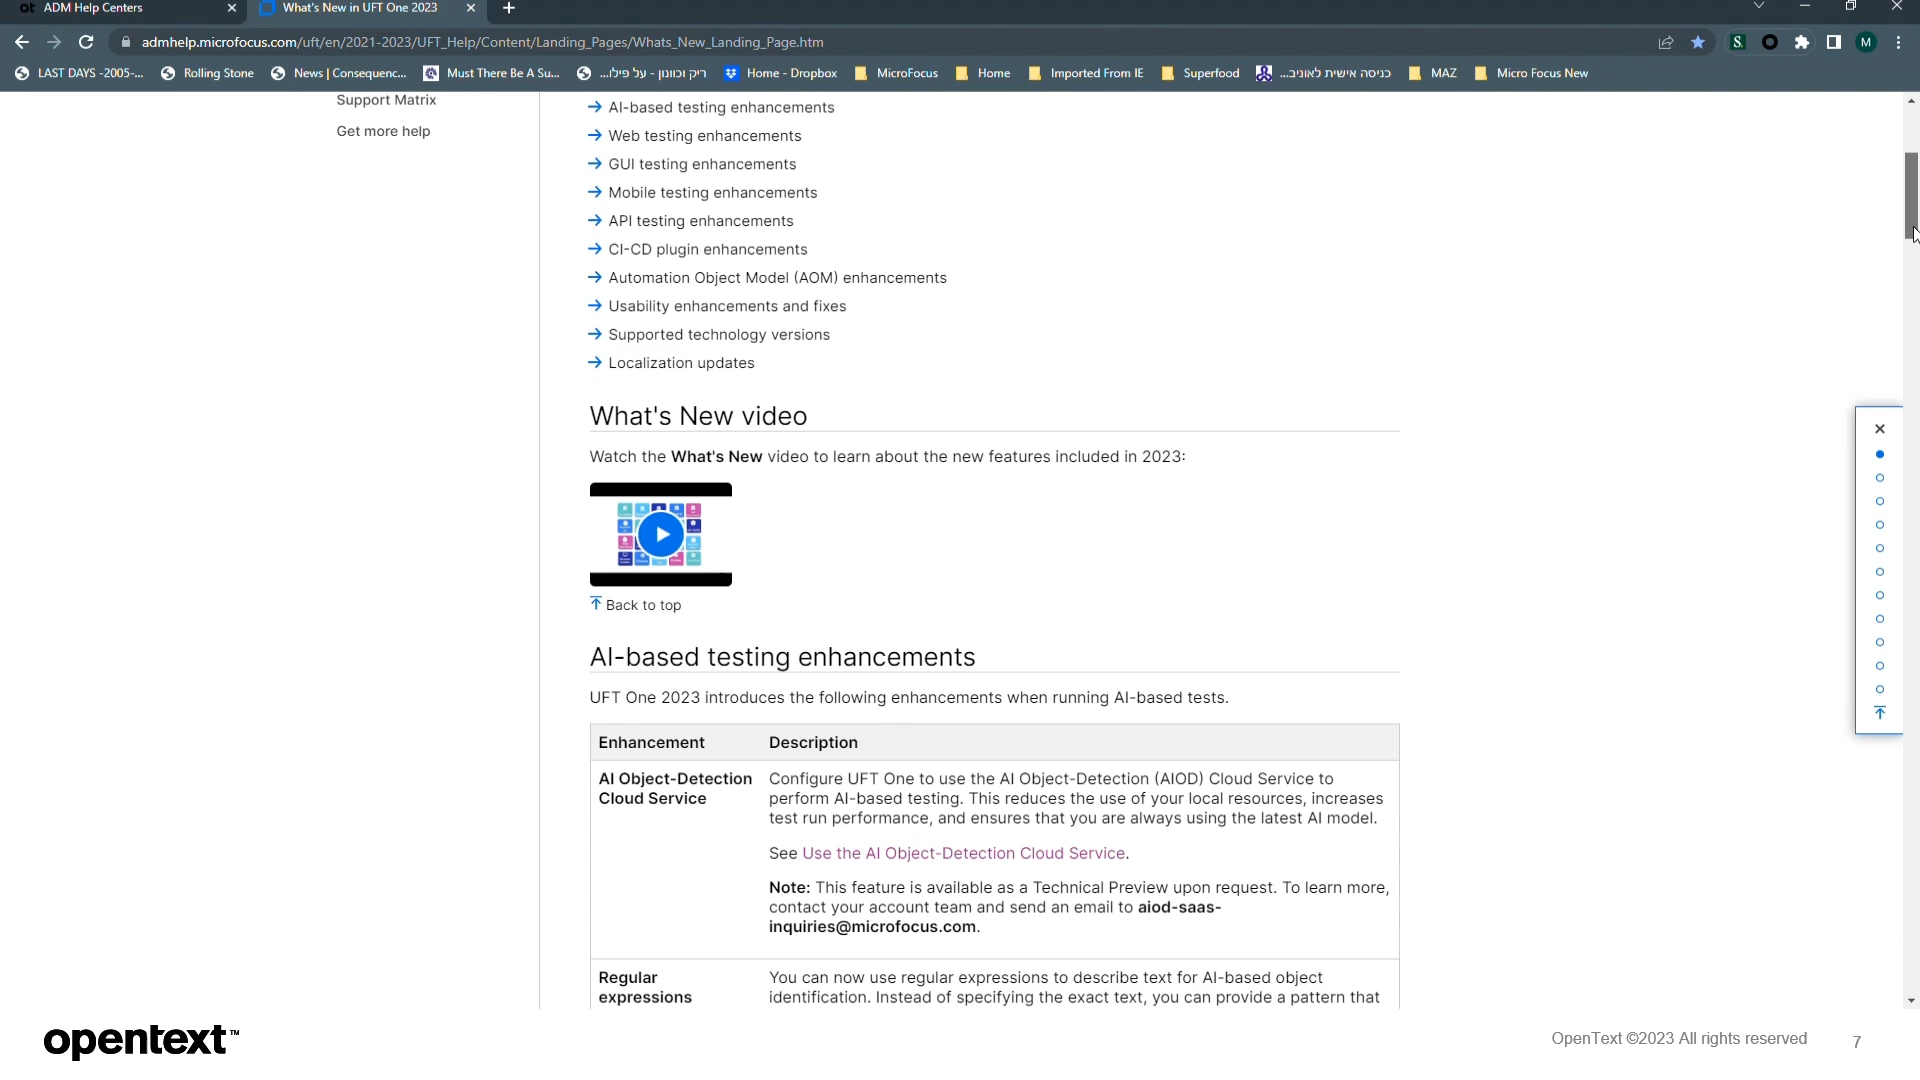 ot ADM Help Centers
What's New in UFT One 2023
admhelp.microfocus.com/uft/en/2021-2023/UFT_Help/Content/Landing_Pages/Whats_New_Landing_Page.htm
S.
M
LAST DAYS -2005-...
Rolling Stone
News | Consequenc...
Must There Be A Su...
ריק וכוונון - על פילו...
Home - Dropbox
MicroFocus
Home
Imported From IE
Superfood
כניסה אישית לאוניב...
MAZ
Micro Focus New
Support Matrix
Get more help
AI-based testing enhancements
Web testing enhancements
GUI testing enhancements
Mobile testing enhancements
API testing enhancements
CI-CD plugin enhancements
Automation Object Model (AOM) enhancements
Usability enhancements and fixes
Supported technology versions
Localization updates
What's New video
Watch the What's New video to learn about the new features included in 2023:
Back to top
AI-based testing enhancements
UFT One 2023 introduces the following enhancements when running AI-based tests.
Enhancement Description
AI Object-Detection
Cloud Service
Configure UFT One to use the AI Object-Detection (AIOD) Cloud Service to
perform AI-based testing. This reduces the use of your local resources, increases
test run performance, and ensures that you are always using the latest AI model.
See Use the AI Object-Detection Cloud Service.
Note: This feature is available as a Technical Preview upon request. To learn more,
contact your account team and send an email to aiod-saas-
inquiries@microfocus.com.
Regular
expressions
You can now use regular expressions to describe text for AI-based object
identification. Instead of specifying the exact text, you can provide a pattern that
opentext™
OpenText ©2023 All rights reserved
7